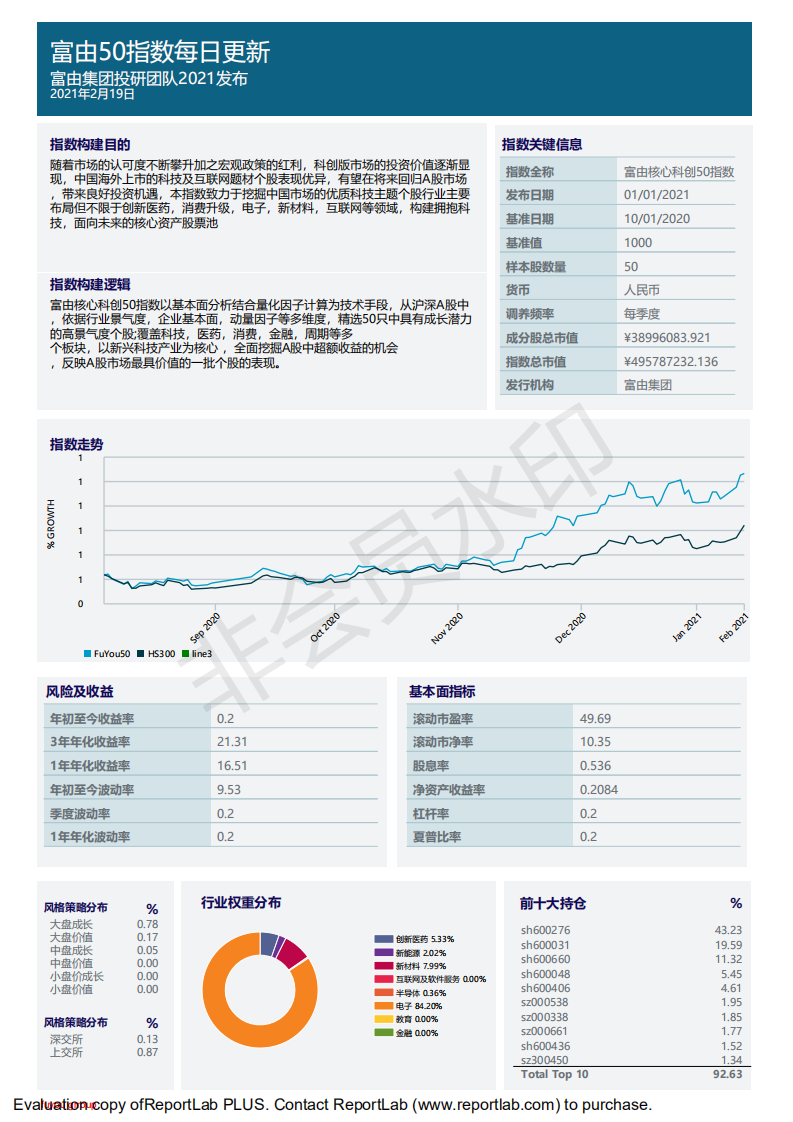 富由50指数每日更新
富由集团投研团队2021发布
2021年2月19日
指数构建目的
随着市场的认可度不断攀升加之宏观政策的红利，科创版市场的投资价值逐渐显
现，中国海外上市的科技及互联网题材个股表现优异，有望在将来回归A股市场
，带来良好投资机遇，本指数致力于挖掘中国市场的优质科技主题个股行业主要
布局但不限于创新医药，消费升级，电子，新材料，互联网等领域，构建拥抱科
技，面向未来的核心资产股票池
指数构建逻辑
富由核心科创50指数以基本面分析结合量化因子计算为技术手段，从沪深A股中
，依据行业景气度，企业基本面，动量因子等多维度，精选50只中具有成长潜力
的高景气度个股;覆盖科技，医药，消费，金融，周期等多
个板块，以新兴科技产业为核心 ，全面挖掘A股中超额收益的机会
，反映A股市场最具价值的一批个股的表现。
指数关键信息
指数全称 富由核心科创50指数
发布日期 01/01/2021
基准日期 10/01/2020
基准值 1000
样本股数量 50
货币 人民币
调养频率 每季度
成分股总市值 ¥38996083.921
指数总市值 ¥495787232.136
发行机构 富由集团
指数走势
% GROWTH
1
1
1
1
1
1
0
Sep 2020
Oct 2020
Nov 2020
Dec 2020
Jan 2021
Feb 2021
FuYou50 HS300 line3
非会员水印
风险及收益
年初至今收益率 0.2
3年年化收益率 21.31
1年年化收益率 16.51
年初至今波动率 9.53
季度波动率 0.2
1年年化波动率 0.2
基本面指标
滚动市盈率 49.69
滚动市净率 10.35
股息率 0.536
净资产收益率 0.2084
杠杆率 0.2
夏普比率 0.2
风格策略分布 %
大盘成长 0.78
大盘价值 0.17
中盘成长 0.05
中盘价值 0.00
小盘价成长 0.00
小盘价值 0.00
风格策略分布 %
深交所 0.13
上交所 0.87
行业权重分布
创新医药 5.33%
新能源 2.02%
新材料 7.99%
互联网及软件服务 0.00%
半导体 0.36%
电子 84.20%
教育 0.00%
金融 0.00%
前十大持仓 %
sh600276 43.23
sh600031 19.59
sh600660 11.32
sh600048 5.45
sh600406 4.61
sz000538 1.95
sz000338 1.85
sz000661 1.77
sh600436 1.52
sz300450 1.34
Total Top 10 92.63
Evaluation copy of ReportLab PLUS. Contact ReportLab (www.reportlab.com) to purchase.